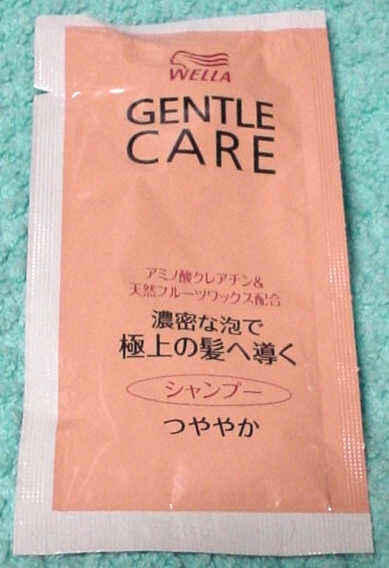 WELLA
GENTLE
CARE
アミノ酸クレアチン&
天然フルーツワックス配合
濃密な泡で
極上の髪へ導く
シャンプー
つややか